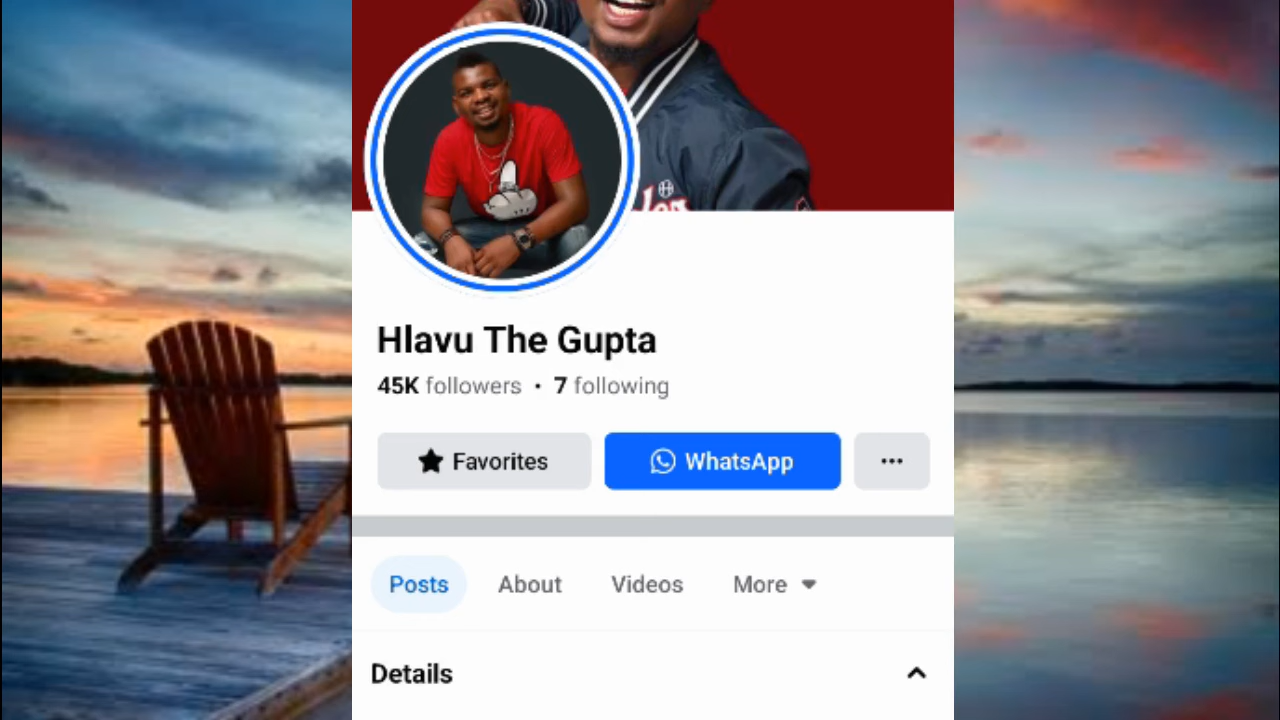 Hlavu The Gupta
45K followers • 7 following
Favorites
WhatsApp
Posts
About
Videos
More
Details